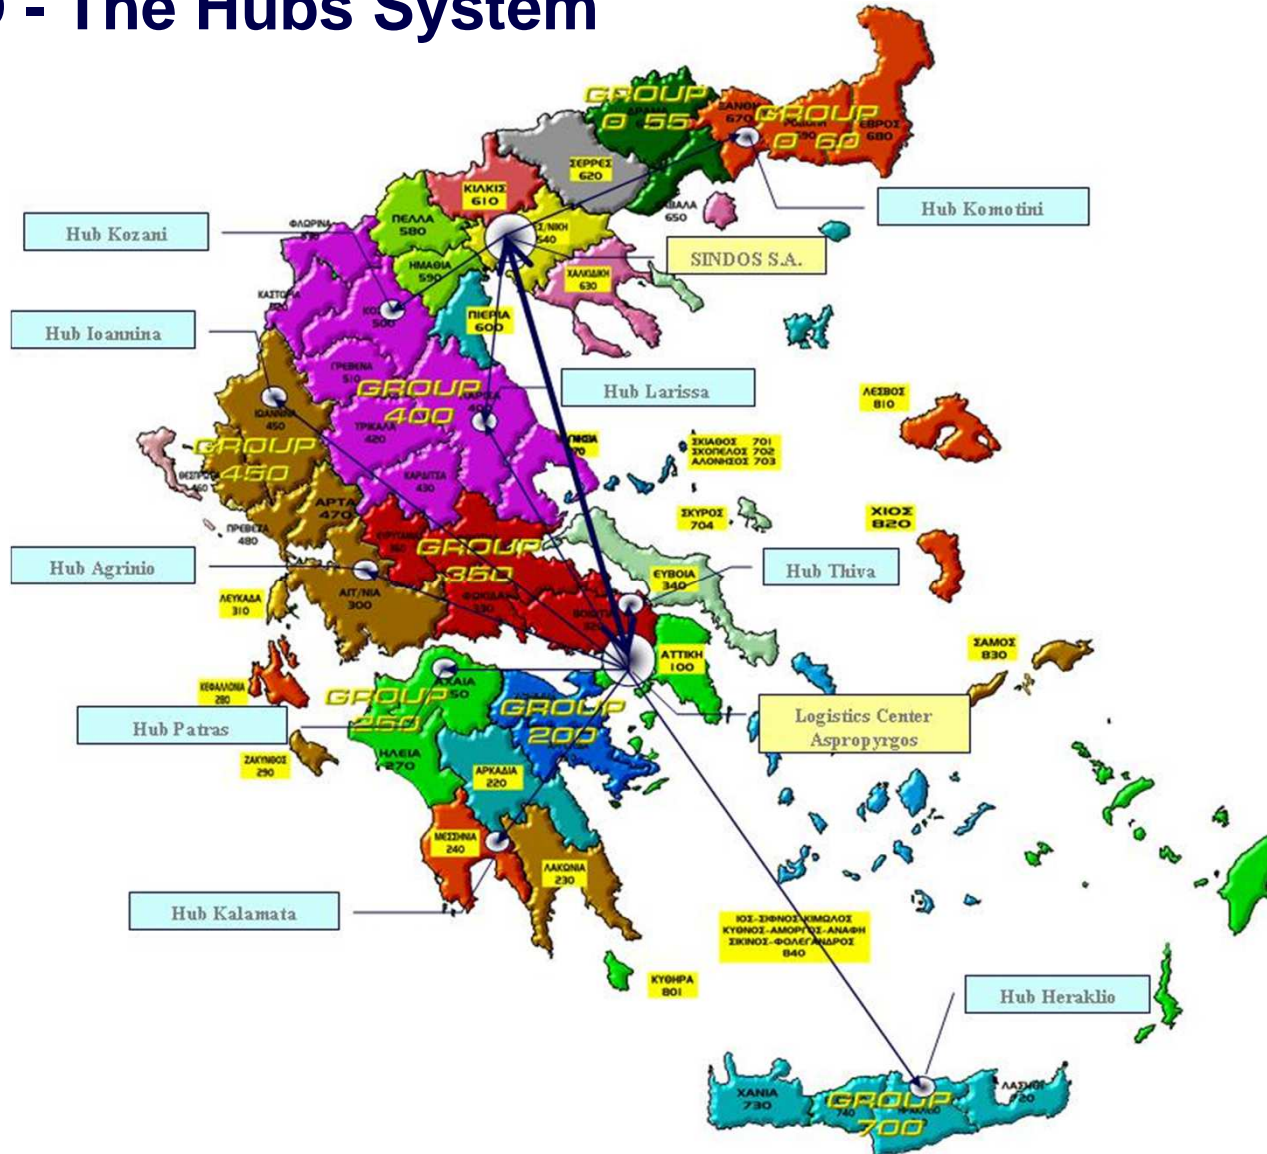 - The Hubs System
GROUP
0 55
ΞΑΝΘΗ
670
GROUP
0 60
ΕΒΡΟΣ
680
ΣΕΡΡΕΣ
620
ΚΙΛΚΙΣ
610
Hub Komotini
650
ΠΕΛΛΑ
580
Σ/ΝΙΚΗ
540
ΦΛΩΡΙΝΑ
Hub Kozani
SINDOS S.A.
ΗΜΑΘΙΑ
590
ΧΑΛΚΙΔΙΚΗ
630
ΚΑΣΤΟΡΙΑ
500
ΠΙΕΡΙΑ
600
Hub Ioannina
ΓΡΕΒΕΝΑ
510
GROUP
400
Hub Larissa
ΛΕΣΒΟΣ
810
ΙΩΑΝΝΙΝΑ
450
ΤΡΙΚΑΛΑ
420
GROUP
450
ΣΚΙΑΘΟΣ 701
ΣΚΟΠΕΛΟΣ 702
ΑΛΟΝΗΣΟΣ 703
ΚΑΡΔΙΤΣΑ
430
ΑΡΤΑ
470
ΣΚΥΡΟΣ
704
ΧΙΟΣ
820
ΠΡΕΒΕΖΑ
480
GROUP
350
Hub Agrinio
Hub Thiva
ΕΥΒΟΙΑ
340
ΑΙΤ/ΝΙΑ
300
ΛΕΥΚΑΔΑ
310
ΣΑΜΟΣ
830
ΑΤΤΙΚΗ
100
ΚΕΦΑΛΛΟΝΙΑ
280
GROUP
250
GROUP
200
Hub Patras
Logistics Center
Aspropyrgos
ΗΛΕΙΑ
270
ΖΑΚΥΝΘΟΣ
290
ΑΡΚΑΔΙΑ
220
ΜΕΣΣΗΝΙΑ
240
ΛΑΚΩΝΙΑ
230
Hub Kalamata
ΙΟΣ-ΣΙΦΝΟΣ-ΚΙΜΩΛΟΣ
ΚΥΘΝΟΣ-ΑΜΟΡΓΟΣ-ΑΝΑΦΗ
ΣΙΚΙΝΟΣ-ΦΟΛΕΓΑΝΔΡΟΣ
840
ΚΥΘΗΡΑ
801
Hub Heraklio
ΧΑΝΙΑ
730
GROUP
700
740